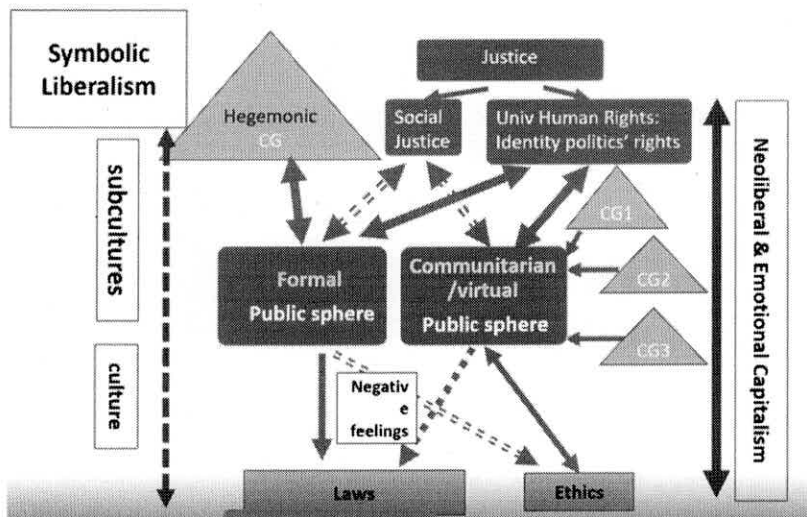 Symbolic
Liberalism
Justice
Hegemonic
CG
Social
Justice
Univ Human Rights:
Identity politics' rights
subcultures
culture
CG1
CG2
CG3
Formal
Public sphere
Communitarian
/virtual
Public sphere
Negativ
e
feelings
Laws
Ethics
Neoliberal & Emotional Capitalism